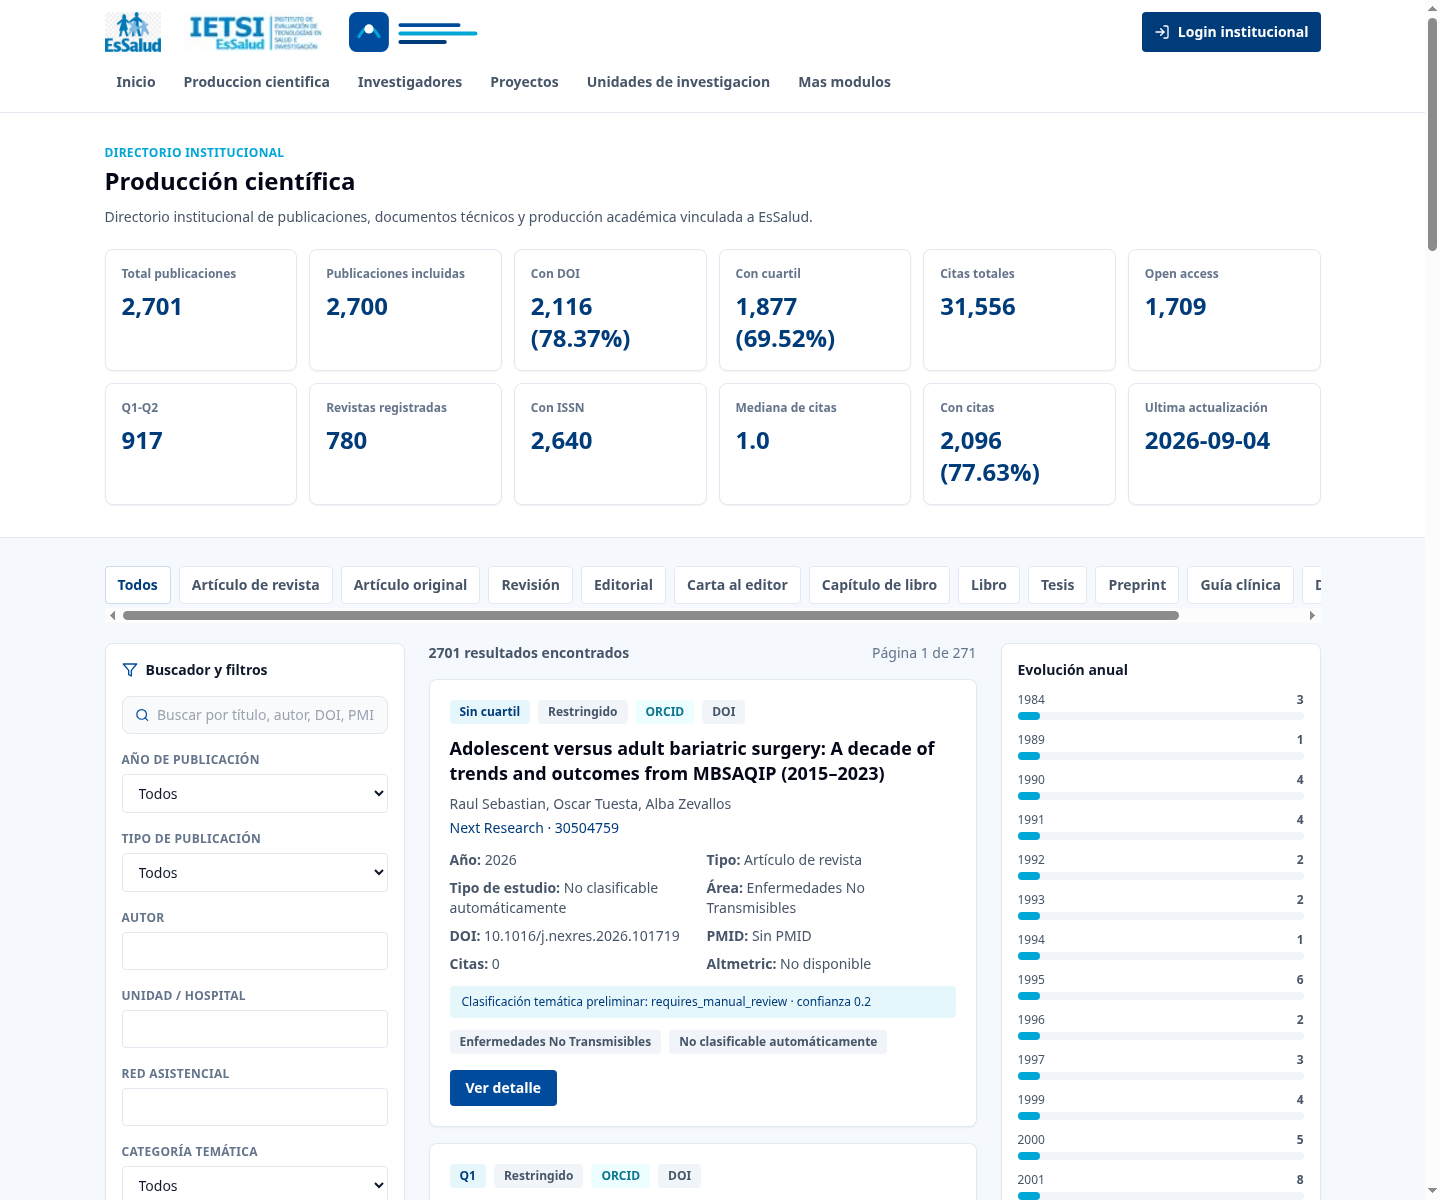 EsSalud
IETSI
EsSalud
INSTITUTO DE
EVALUACIÓN DE
TECNOLOGÍAS EN
SALUD E
INVESTIGACIÓN
Login institucional
Inicio
Produccion cientifica
Investigadores
Proyectos
Unidades de investigacion
Mas modulos
DIRECTORIO INSTITUCIONAL
Producción científica
Directorio institucional de publicaciones, documentos técnicos y producción académica vinculada a EsSalud.
Total publicaciones
2,701
Publicaciones incluidas
2,700
Con DOI
2,116
(78.37%)
Con cuartil
1,877
(69.52%)
Citas totales
31,556
Open access
1,709
Q1-Q2
917
Revistas registradas
780
Con ISSN
2,640
Mediana de citas
1.0
Con citas
2,096
(77.63%)
Ultima actualización
2026-09-04
Todos
Artículo de revista
Artículo original
Revisión
Editorial
Carta al editor
Capítulo de libro
Libro
Tesis
Preprint
Guía clínica
D
Buscador y filtros
Buscar por título, autor, DOI, PMI
AÑO DE PUBLICACIÓN
Todos
TIPO DE PUBLICACIÓN
Todos
AUTOR
UNIDAD / HOSPITAL
RED ASISTENCIAL
CATEGORÍA TEMÁTICA
Todos
2701 resultados encontrados
Página 1 de 271
Sin cuartil
Restringido
ORCID
DOI
Adolescent versus adult bariatric surgery: A decade of
trends and outcomes from MBSAQIP (2015–2023)
Raul Sebastian, Oscar Tuesta, Alba Zevallos
Next Research · 30504759
Año: 2026
Tipo: Artículo de revista
Tipo de estudio: No clasificable
automáticamente
Área: Enfermedades No
Transmisibles
DOI: 10.1016/j.nexres.2026.101719
PMID: Sin PMID
Citas: 0
Altmetric: No disponible
Clasificación temática preliminar: requires_manual_review · confianza 0.2
Enfermedades No Transmisibles
No clasificable automáticamente
Ver detalle
Q1
Restringido
ORCID
DOI
Evolución anual
1984 3
1989 1
1990 4
1991 4
1992 2
1993 2
1994 1
1995 6
1996 2
1997 3
1999 4
2000 5
2001 8